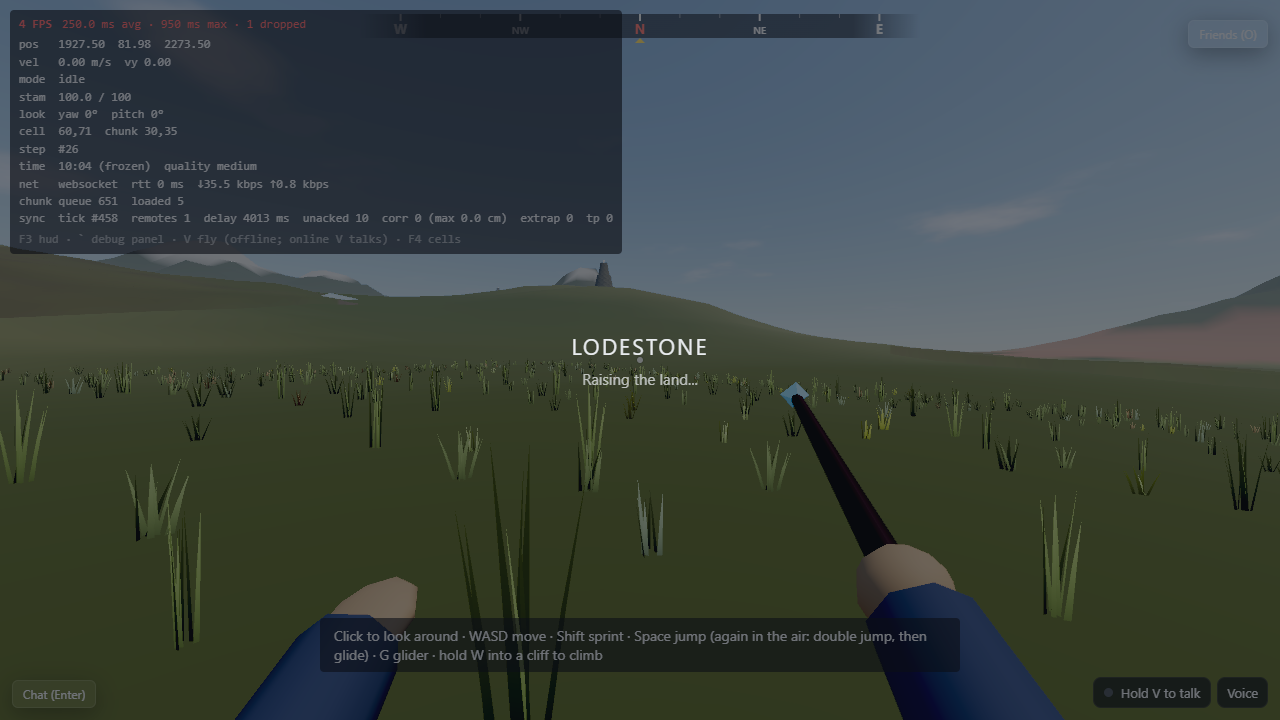 4 FPS 250.0 ms avg · 950 ms max · 1 dropped
W NW N NE E
Friends (O)
pos 1927.50 81.98 2273.50
vel 0.00 m/s vy 0.00
mode idle
stam 100.0 / 100
look yaw 0° pitch 0°
cell 60,71 chunk 30,35
step #26
time 10:04 (frozen) quality medium
net websocket rtt 0 ms ↓35.5 kbps ↑0.8 kbps
chunk queue 651 loaded 5
sync tick #458 remotes 1 delay 4013 ms unacked 10 corr 0 (max 0.0 cm) extrap 0 tp 0
F3 hud · ` debug panel · V fly (offline; online V talks) · F4 cells
LODESTONE
Raising the land...
Click to look around · WASD move · Shift sprint · Space jump (again in the air: double jump, then
glide) · G glider · hold W into a cliff to climb
Chat (Enter)
Hold V to talk
Voice